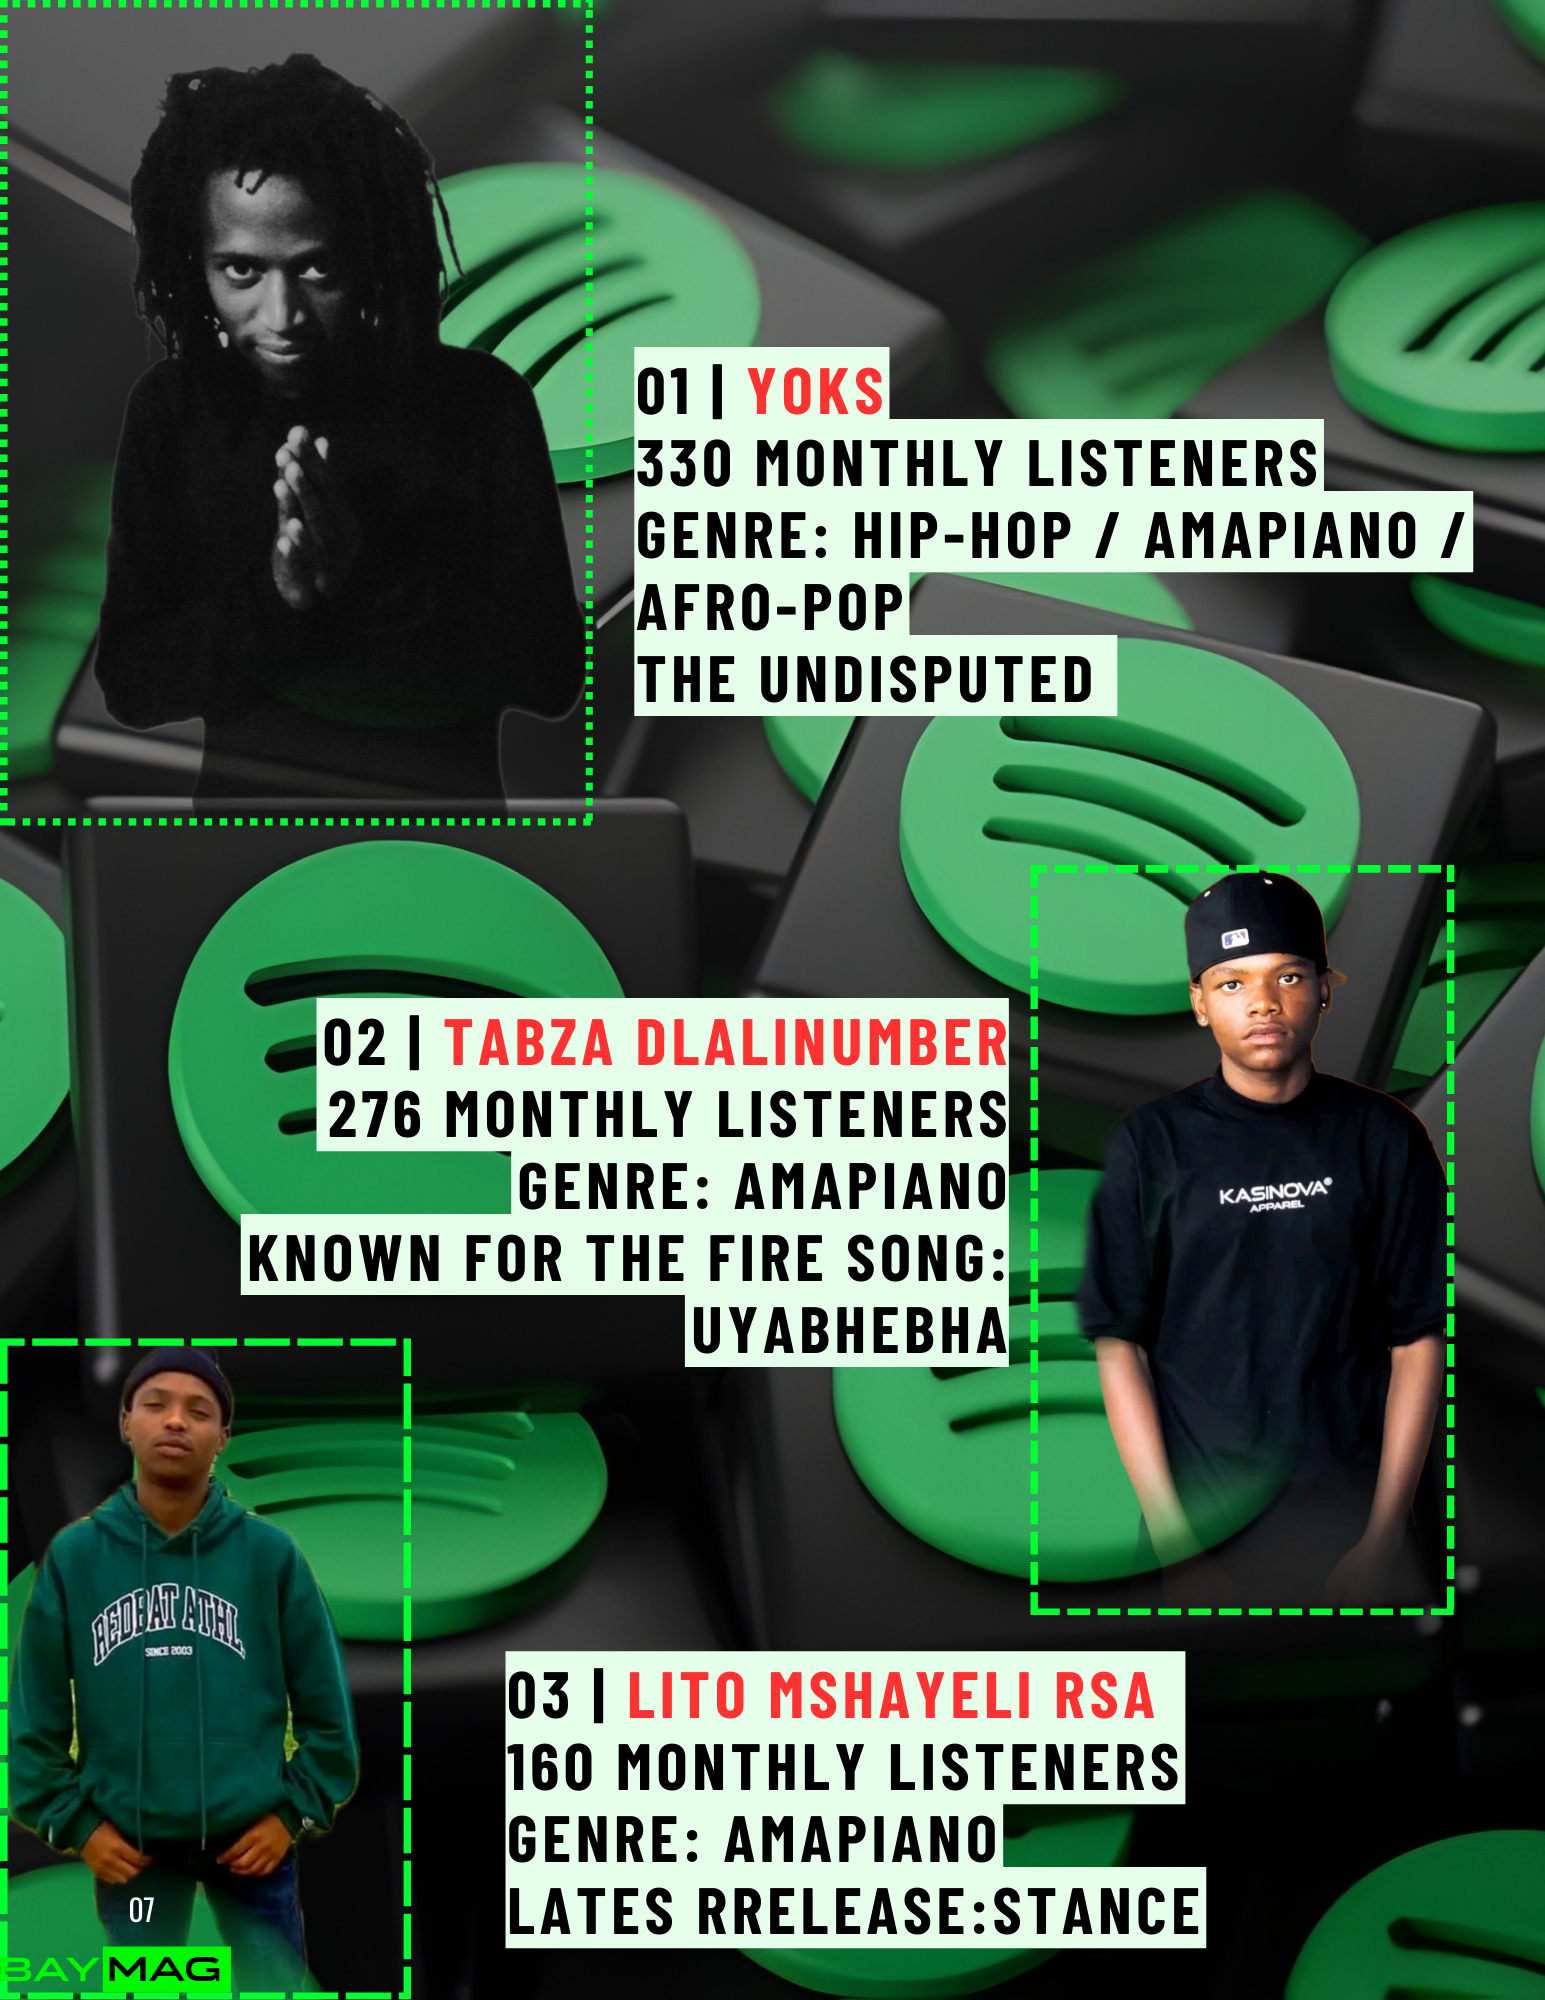 01 | YOKS
330 MONTHLY LISTENERS
GENRE: HIP-HOP / AMAPIANO /
AFRO-POP
THE UNDISPUTED
02 | TABZA DLALINUMBER
276 MONTHLY LISTENERS
GENRE: AMAPIANO
KNOWN FOR THE FIRE SONG:
UYABHEBHA
KASINOVA®
APPAREL
REDBAT ATHL
SINCE 2003
03 | LITO MSHAYELI RSA
160 MONTHLY LISTENERS
GENRE: AMAPIANO
LATES RRELEASE:STANCE
07
BAYMAG